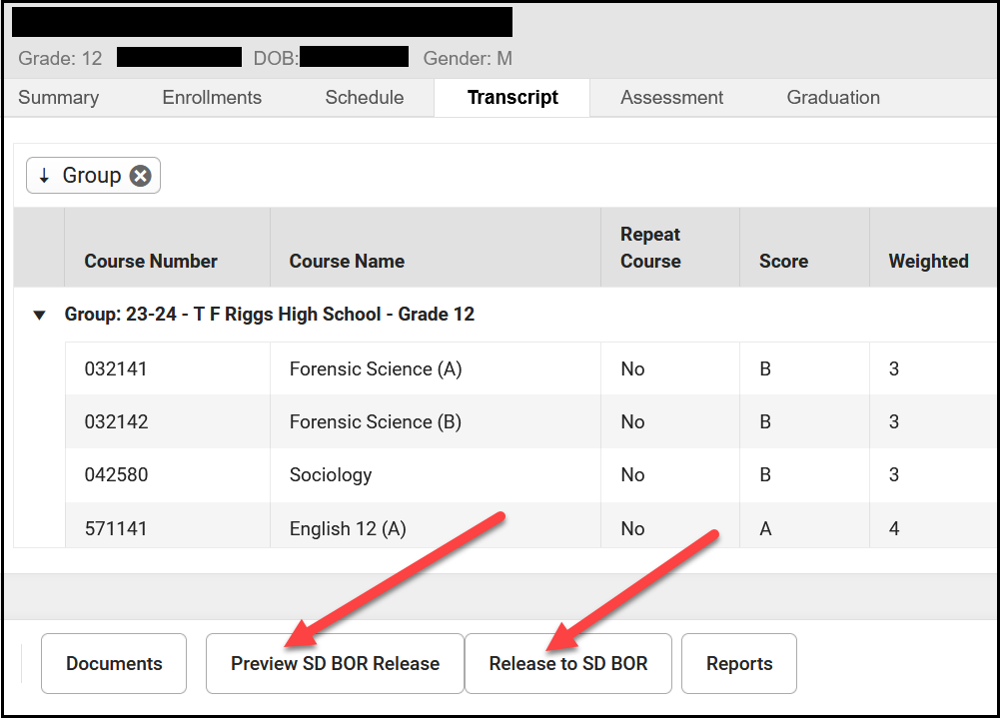 Grade: 12 DOB: Gender: M
Summary Enrollments Schedule Transcript Assessment Graduation
↓ Group
Course Number Course Name Repeat Course Score Weighted
Group: 23-24 - T F Riggs High School - Grade 12
032141 Forensic Science (A) No B 3
032142 Forensic Science (B) No B 3
042580 Sociology No B 3
571141 English 12 (A) No A 4
Documents Preview SD BOR Release Release to SD BOR Reports